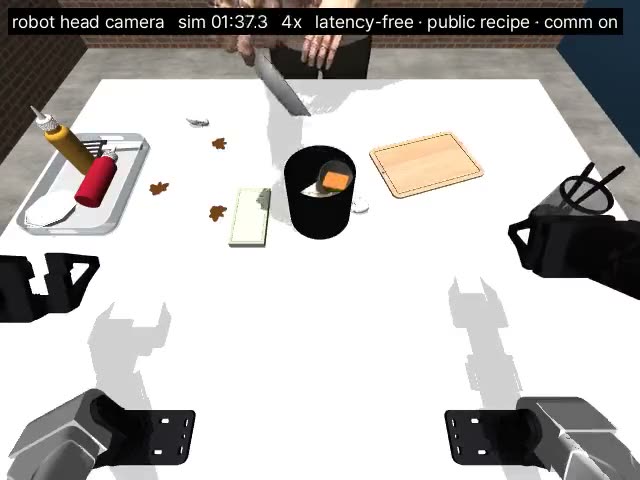 robot head camera sim 01:37.3 4x latency-free · public recipe · comm on